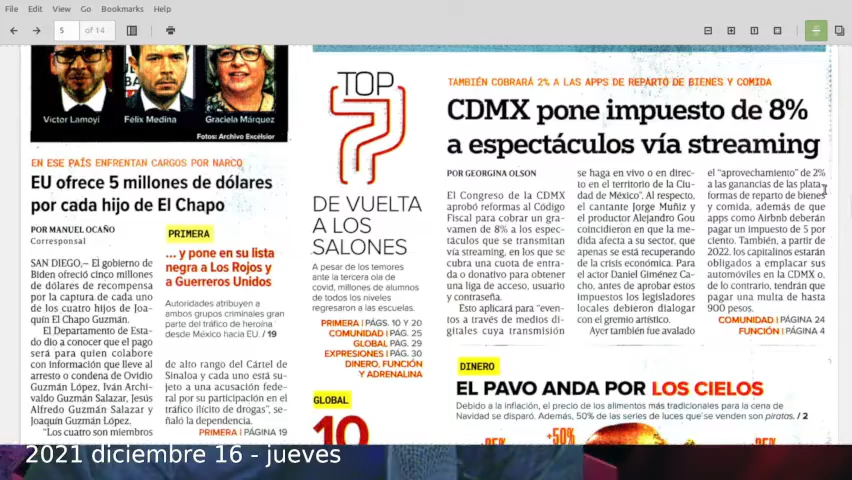 File Edit View Go Bookmarks Help
5 of 14
Víctor Lamoyi Félix Medina Graciela Márquez
Fotos: Archivo Excélsior
EN ESE PAÍS ENFRENTAN CARGOS POR NARCO
EU ofrece 5 millones de dólares
por cada hijo de El Chapo
POR MANUEL OCAÑO
Corresponsal
SAN DIEGO.– El gobierno de
Biden ofreció cinco millones
de dólares de recompensa
por la captura de cada uno
de los cuatro hijos de Joa-
quín El Chapo Guzmán.
El Departamento de Esta-
do dio a conocer que el pago
será para quien colabore
con información que lleve al
arresto o condena de Ovidio
Guzmán López, Iván Archi-
valdo Guzmán Salazar, Jesús
Alfredo Guzmán Salazar y
Joaquín Guzmán López.
"Los cuatro son miembros
PRIMERA
... y pone en su lista
negra a Los Rojos y
a Guerreros Unidos
Autoridades atribuyen a
ambos grupos criminales gran
parte del tráfico de heroína
desde México hacia EU. / 19
de alto rango del Cártel de
Sinaloa y cada uno está su-
jeto a una acusación fede-
ral por su participación en el
tráfico ilícito de drogas", se-
ñaló la dependencia.
PRIMERA | PÁGINA 19
TOP
7
DE VUELTA
A LOS
SALONES
A pesar de los temores
ante la tercera ola de
covid, millones de alumnos
de todos los niveles
regresaron a las escuelas.
PRIMERA | PÁGS. 10 Y 20
COMUNIDAD | PÁG. 25
GLOBAL PAG. 29
EXPRESIONES | PÁG. 30
DINERO, FUNCIÓN
Y ADRENALINA
GLOBAL
10
TAMBIÉN COBRARÁ 2% A LAS APPS DE REPARTO DE BIENES Y COMIDA
CDMX pone impuesto de 8%
a espectáculos vía streaming
POR GEORGINA OLSON
El Congreso de la CDMX
aprobó reformas al Código
Fiscal para cobrar un gra-
vamen de 8% a los espec-
táculos que se transmitan
vía streaming, en los que se
cubra una cuota de entra-
da o donativo para obtener
una liga de acceso, usuario
y contraseña.
Esto aplicará para "even-
tos a través de medios di-
gitales cuya transmisión
se haga en vivo o en direc-
to en el territorio de la Ciu-
dad de México". Al respecto,
el cantante Jorge Muñiz y
el productor Alejandro Gou
coincidieron en que la me-
dida afecta a su sector, que
apenas se está recuperando
de la crisis económica. Para
el actor Daniel Giménez Ca-
cho, antes de aprobar estos
impuestos los legisladores
locales debieron dialogar
con el gremio artístico.
Ayer también fue avalado
el "aprovechamiento" de 2%
a las ganancias de las plata-
formas de reparto de bienes
y comida, además de que
apps como Airbnb deberán
pagar un impuesto de 5 por
ciento. También, a partir de
2022, los capitalinos estarán
obligados a emplacar sus
automóviles en la CDMX o,
de lo contrario, tendrán que
pagar una multa de hasta
900 pesos.
COMUNIDAD | PÁGINA 24
FUNCIÓN | PÁGINA 4
DINERO
EL PAVO ANDA POR LOS CIELOS
Debido a la inflación, el precio de los alimentos más tradicionales para la cena de
Navidad se disparó. Además, 50% de las series de luces que se venden son piratas. / 2
+50%
2021 diciembre 16 - jueves